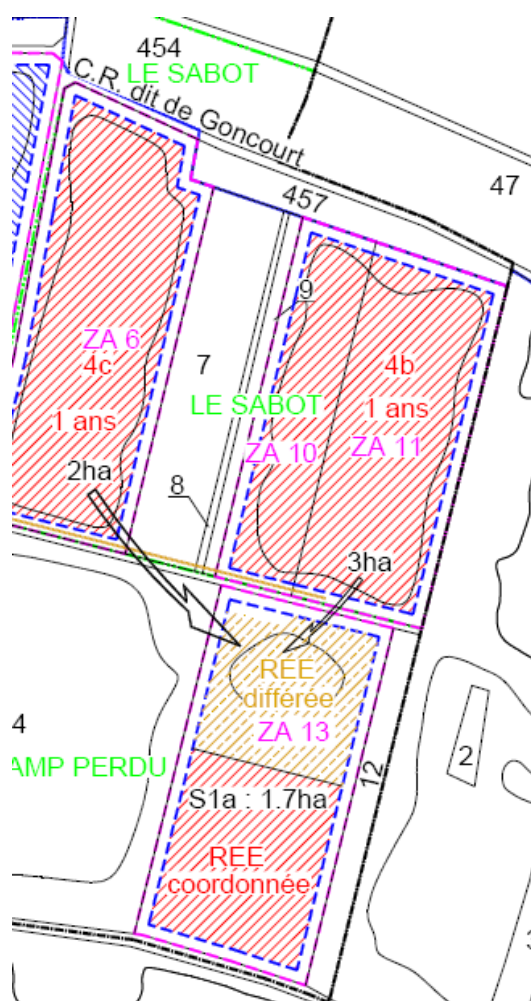 454
LE SABOT
C.R. dit de Goncourt
47
457
9
ZA 6
4c
7
4b
LE SABOT
1 ans
1 ans
ZA 10
ZA 11
2ha
8
3ha
REE
différée
ZA 13
4
2
AMP PERDU
12
S1a : 1.7ha
REE
coordonnée